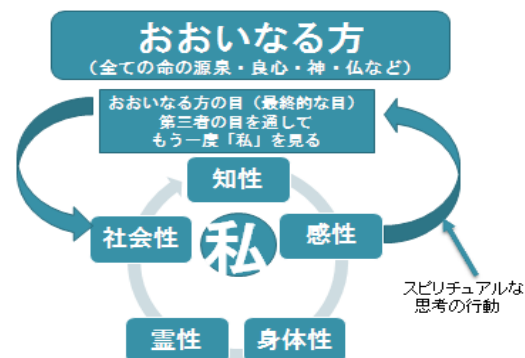 おおいなる方
（全ての命の源泉・良心・神・仏など）
おおいなる方の目（最終的な目）
第三者の目を通して
もう一度「私」を見る
知性
社会性
私
感性
スピリチュアルな
思考の行動
霊性
身体性